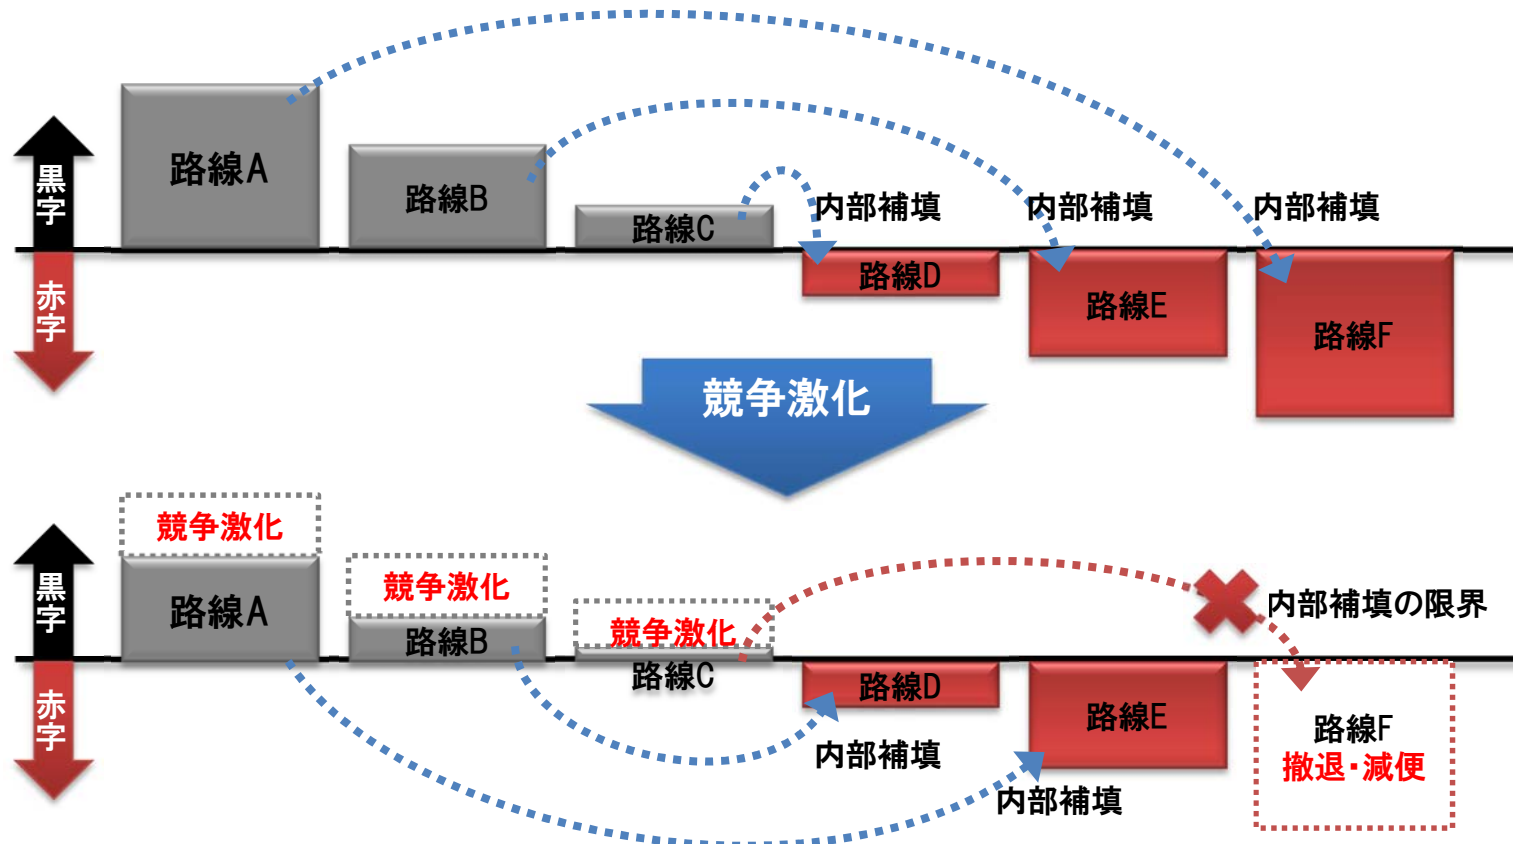 黒字
赤字
路線A
路線B
路線C
内部補填
内部補填
内部補填
路線D
路線E
路線F
競争激化
黒字
赤字
競争激化
路線A
競争激化
路線B
競争激化
路線C
内部補填の限界
路線D
路線E
路線F
撤退・減便
内部補填
内部補填